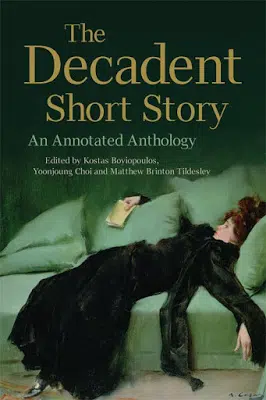 The
Decadent
Short Story
An Annotated Anthology
Edited by Kostas Boyiopoulos,
Yoonjoung Choi and Matthew Brinton Tildesley